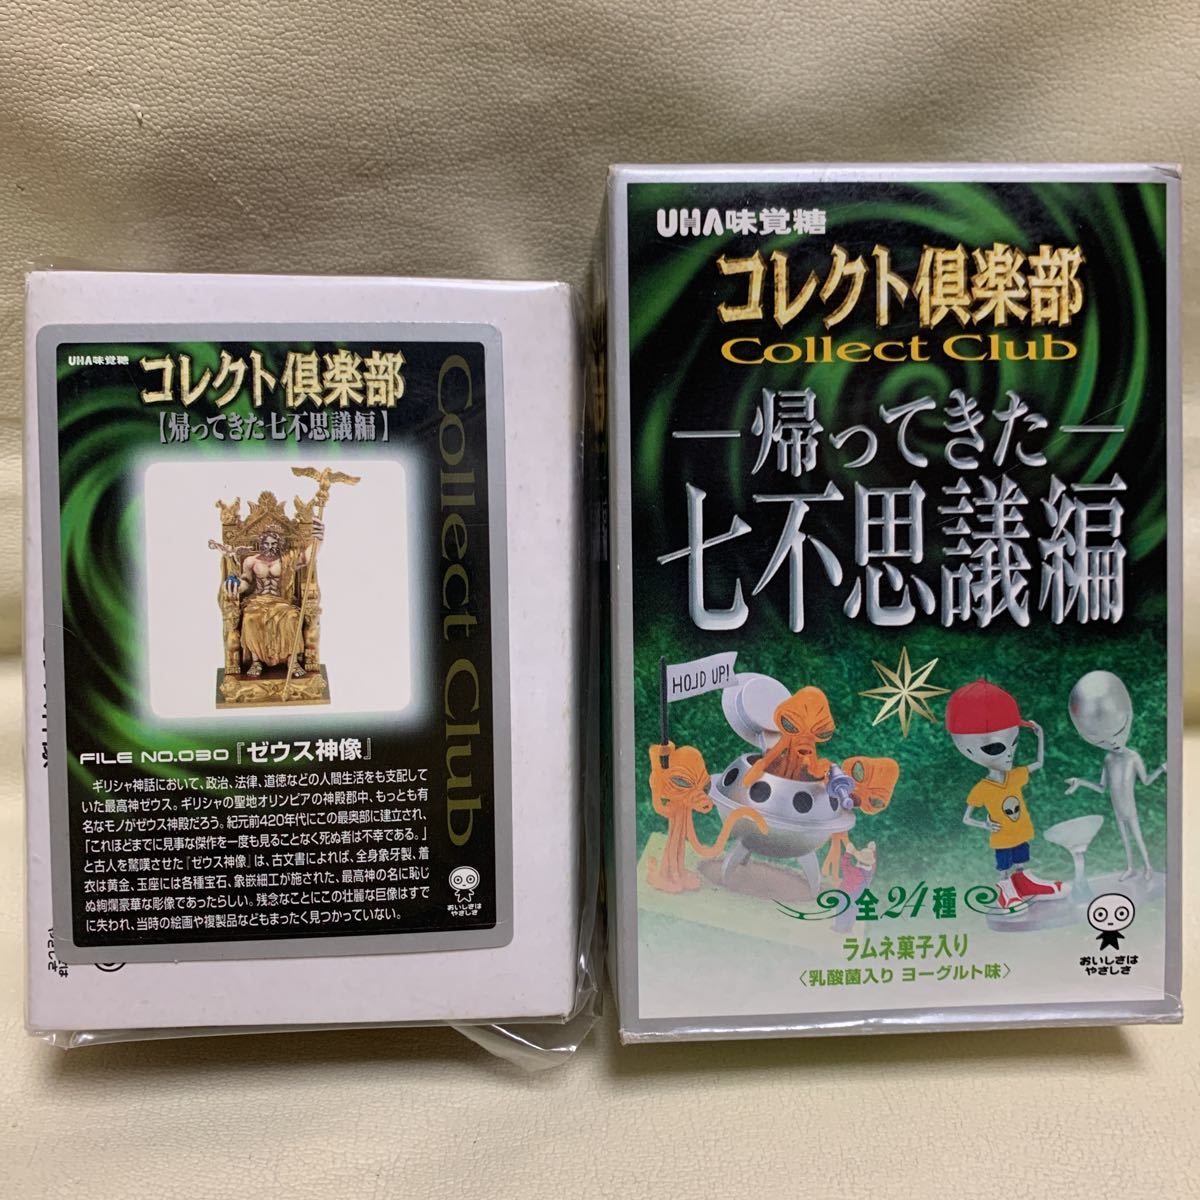 UHA味覚糖
コレクト倶楽部
【帰ってきた七不思議編】
Collect Club
FILE NO.030『ゼウス神像』
ギリシャ神話において、政治、法律、道徳などの人間生活をも支配して
いた最高神ゼウス。ギリシャの聖地オリンピアの神殿郡中、もっとも有
名なモノがゼウス神殿だろう。紀元前420年代にこの最奥部に建立され、
「これほどまでに見事な傑作を一度も見ることなく死ぬ者は不幸である。」
と古人を驚嘆させた『ゼウス神像』は、古文書によれば、全身象牙製、着
衣は黄金、玉座には各種宝石、象嵌細工が施された、最高神の名に恥じ
ぬ絢爛豪華な彫像であったらしい。残念なことにこの壮麗な巨像はすで
に失われ、当時の絵画や複製品などもまったく見つかっていない。
おいしさは
やさしさ
UHA味覚糖
コレクト倶楽部
Collect Club
帰ってきた
七不思議編
HOLD UP!
全24種
ラムネ菓子入り
〈乳酸菌入り ヨーグルト味〉
おいしさは
やさしさ